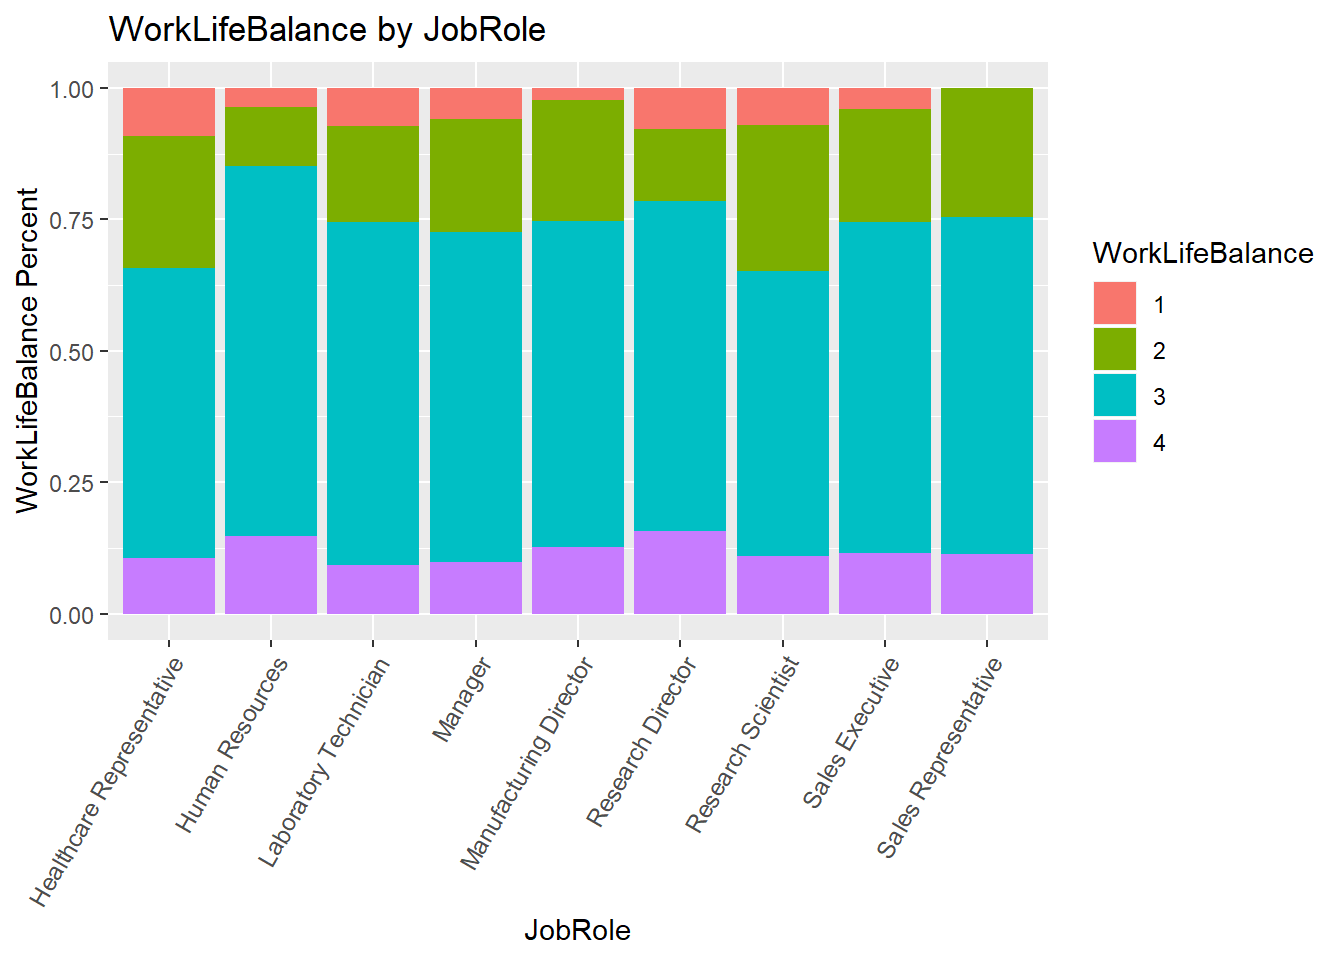 WorkLifeBalance by JobRole
WorkLifeBalance Percent
1.00
0.75
0.50
0.25
0.00
Healthcare Representative
Human Resources
Laboratory Technician
Manager
Manufacturing Director
Research Director
Research Scientist
Sales Executive
Sales Representative
JobRole
WorkLifeBalance
1
2
3
4